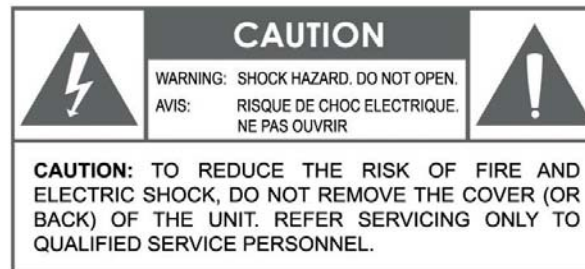 CAUTION
WARNING: SHOCK HAZARD. DO NOT OPEN.
AVIS: RISQUE DE CHOC ELECTRIQUE.
NE PAS OUVRIR
CAUTION: TO REDUCE THE RISK OF FIRE AND
ELECTRIC SHOCK, DO NOT REMOVE THE COVER (OR
BACK) OF THE UNIT. REFER SERVICING ONLY TO
QUALIFIED SERVICE PERSONNEL.